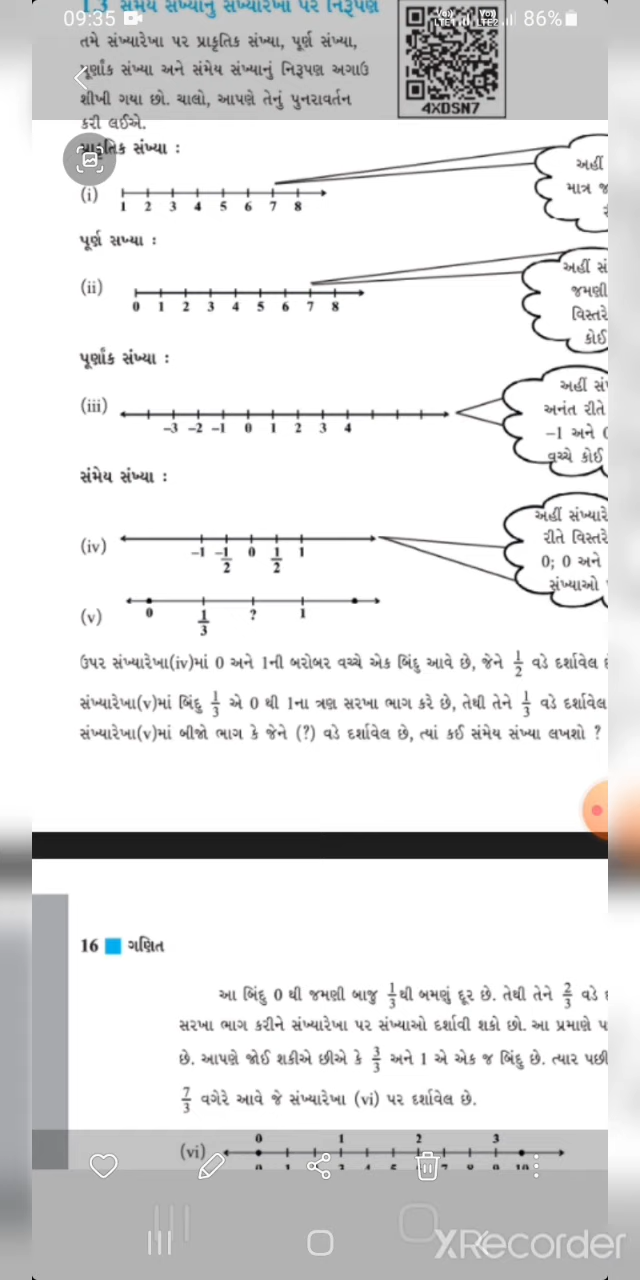 1.3 સંમેય સંખ્યાનું સંખ્યારેખા પર નિરૂપણ
09:35 86%
તમે સંખ્યારેખા પર પ્રાકૃતિક સંખ્યા, પૂર્ણ સંખ્યા,
પૂર્ણાંક સંખ્યા અને સંમેય સંખ્યાનું નિરૂપણ અગાઉ
શીખી ગયા છો. ચાલો, આપણે તેનું પુનરાવર્તન
કરી લઈએ.
4XDSN7
પ્રાકૃતિક સંખ્યા :
અહીં
માત્ર જ
(i) 1 2 3 4 5 6 7 8
પૂર્ણ સખ્યા :
અહીં સં
જમણી
વિસ્તરે
કોઈ
(ii) 0 1 2 3 4 5 6 7 8
પૂર્ણાંક સંખ્યા :
અહીં સં
અનંત રીતે
–1 અને 0
વચ્ચે કોઈ
(iii) –3 –2 –1 0 1 2 3 4
સંમેય સંખ્યા :
અહીં સંખ્યારે
રીતે વિસ્તરે
0; 0 અને
સંખ્યાઓ
(iv) –1 –1/2 0 1/2 1
(v) 0 1/3 ? 1
ઉપર સંખ્યારેખા(iv)માં 0 અને 1ની બરોબર વચ્ચે એક બિંદુ આવે છે, જેને 1/2 વડે દર્શાવેલ
સંખ્યારેખા(v)માં બિંદુ 1/3 એ 0 થી 1ના ત્રણ સરખા ભાગ કરે છે, તેથી તેને 1/3 વડે દર્શાવેલ
સંખ્યારેખા(v)માં બીજો ભાગ કે જેને (?) વડે દર્શાવેલ છે, ત્યાં કઈ સંમેય સંખ્યા લખશો ?
16 ગણિત
આ બિંદુ 0 થી જમણી બાજુ 1/3થી બમણું દૂર છે. તેથી તેને 2/3 વડે
સરખા ભાગ કરીને સંખ્યારેખા પર સંખ્યાઓ દર્શાવી શકો છો. આ પ્રમાણે
છે. આપણે જોઈ શકીએ છીએ કે 3/3 અને 1 એ એક જ બિંદુ છે. ત્યાર પછી
7/3 વગેરે આવે જે સંખ્યારેખા (vi) પર દર્શાવેલ છે.
(vi) 0 1 2 3
XRecorder